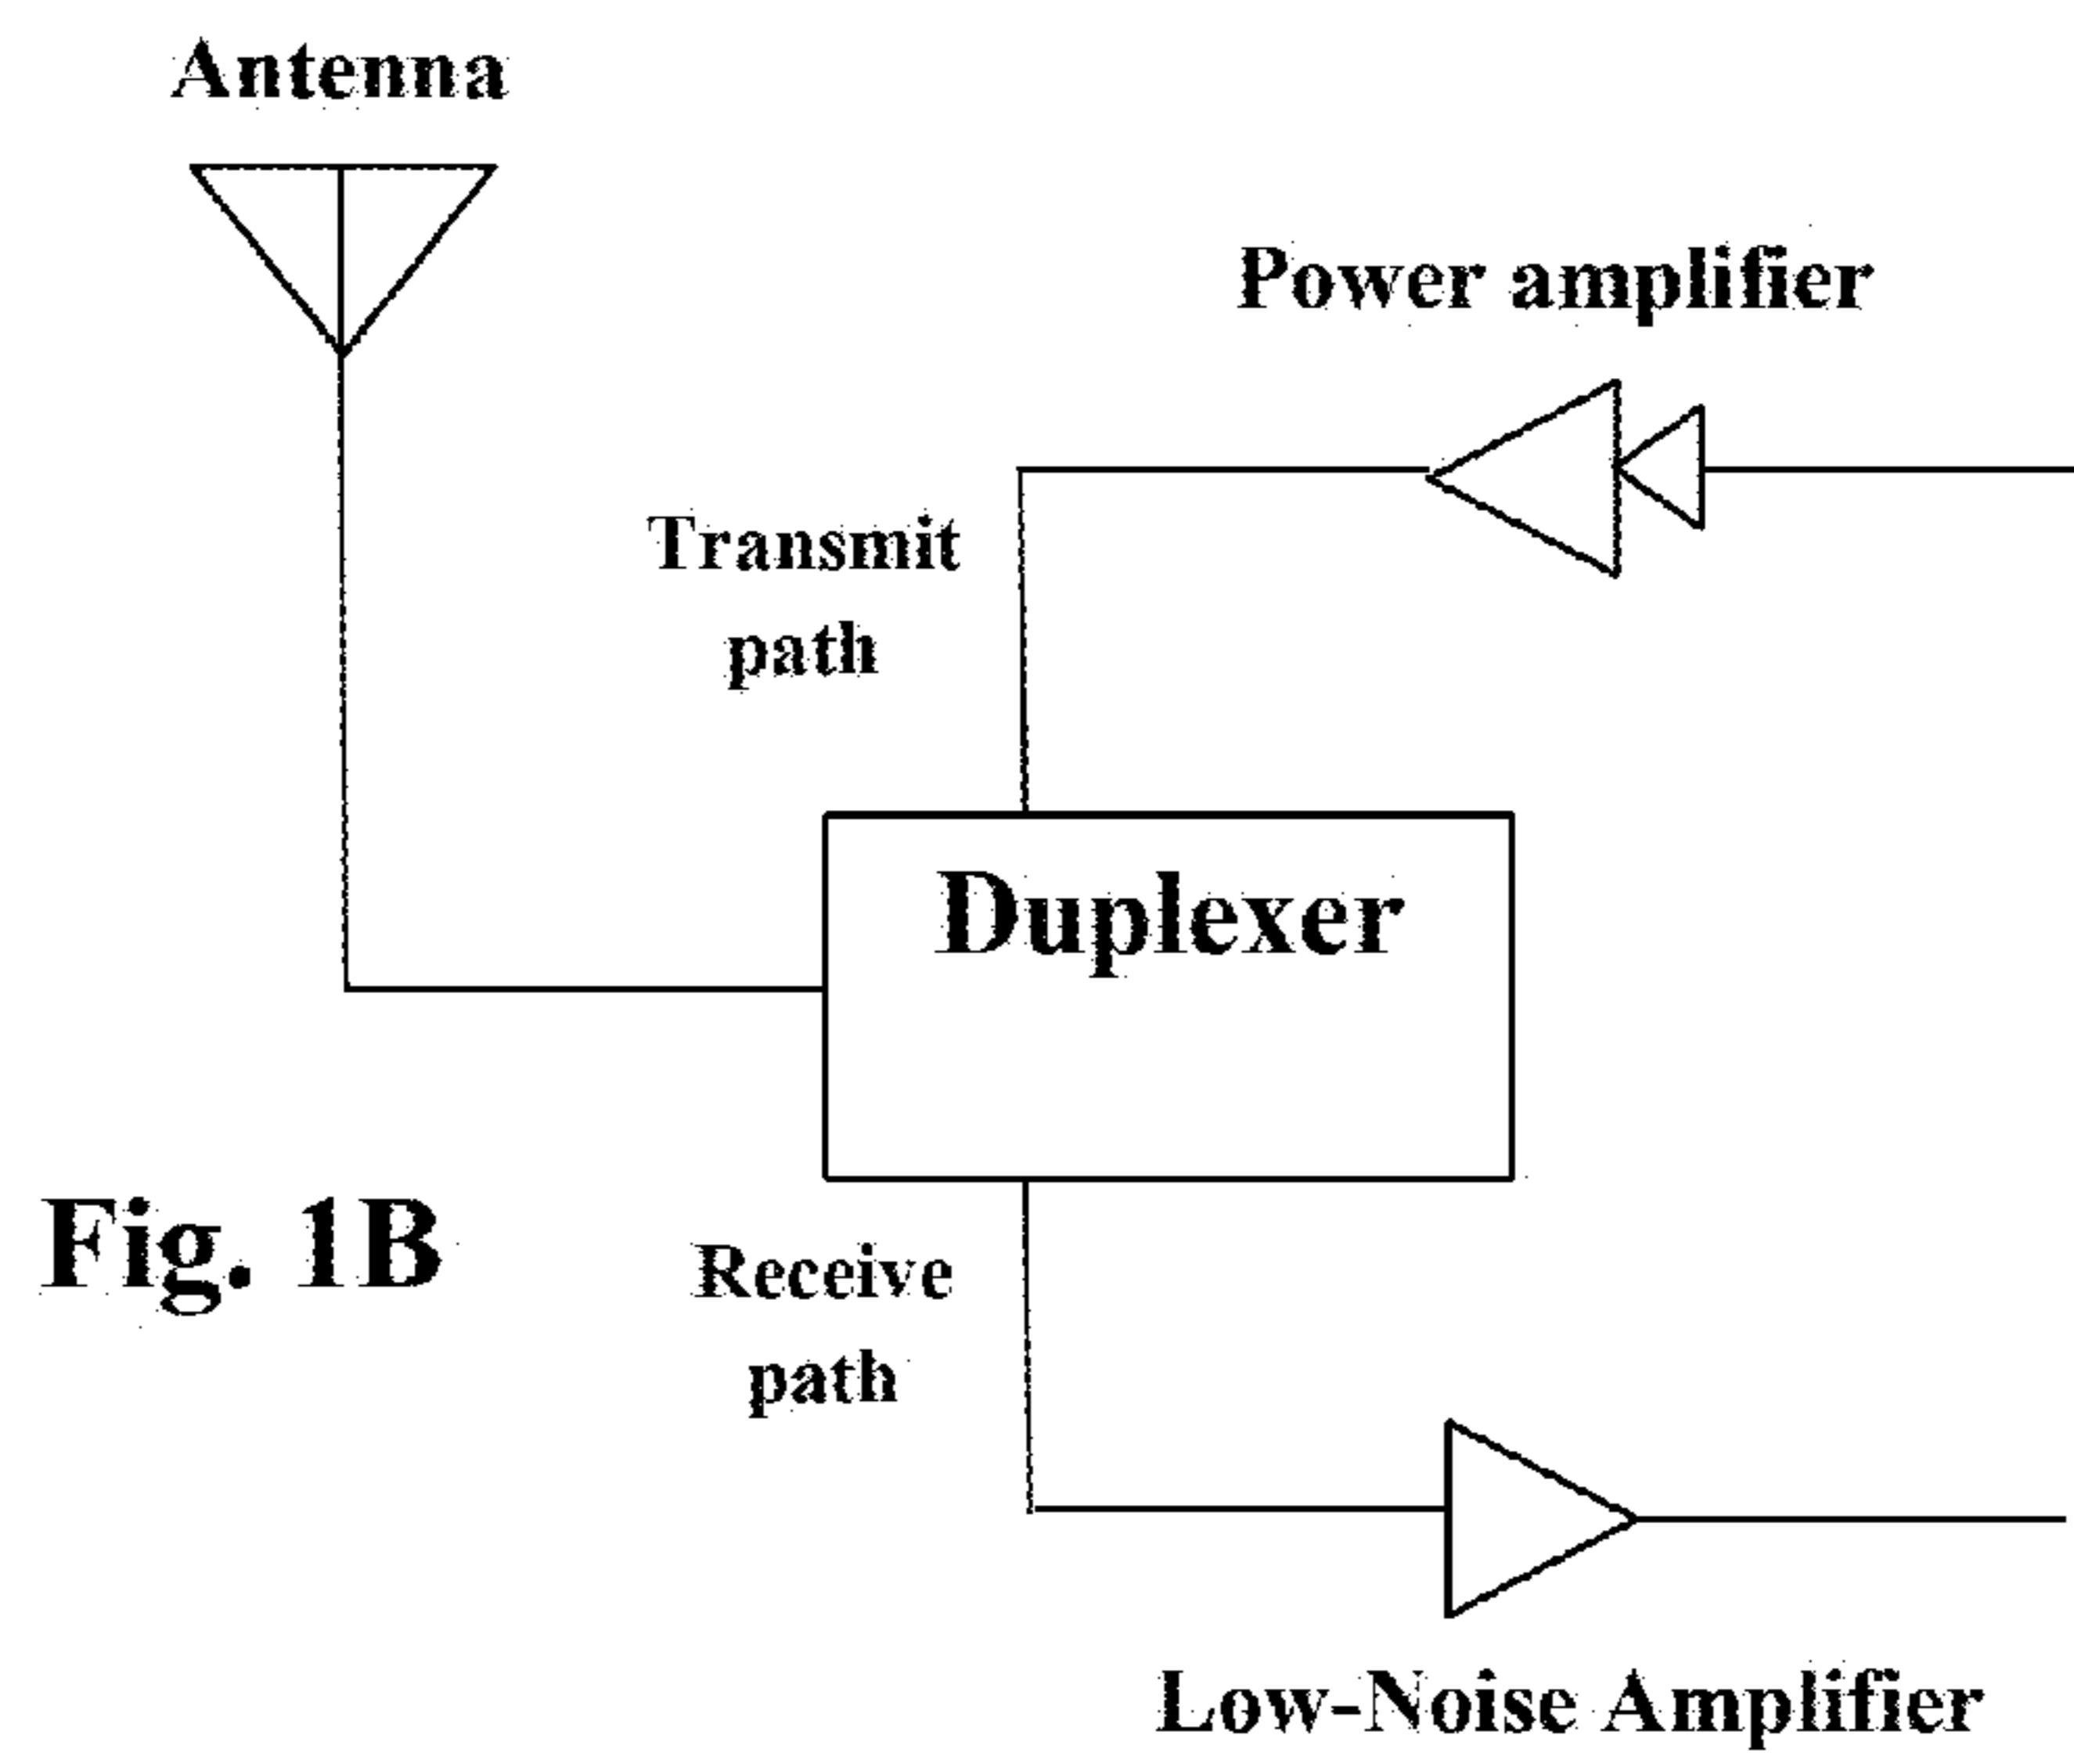 Antenna
Power amplifier
Transmit
path
Duplexer
Fig. 1B
Receive
path
Low-Noise Amplifier